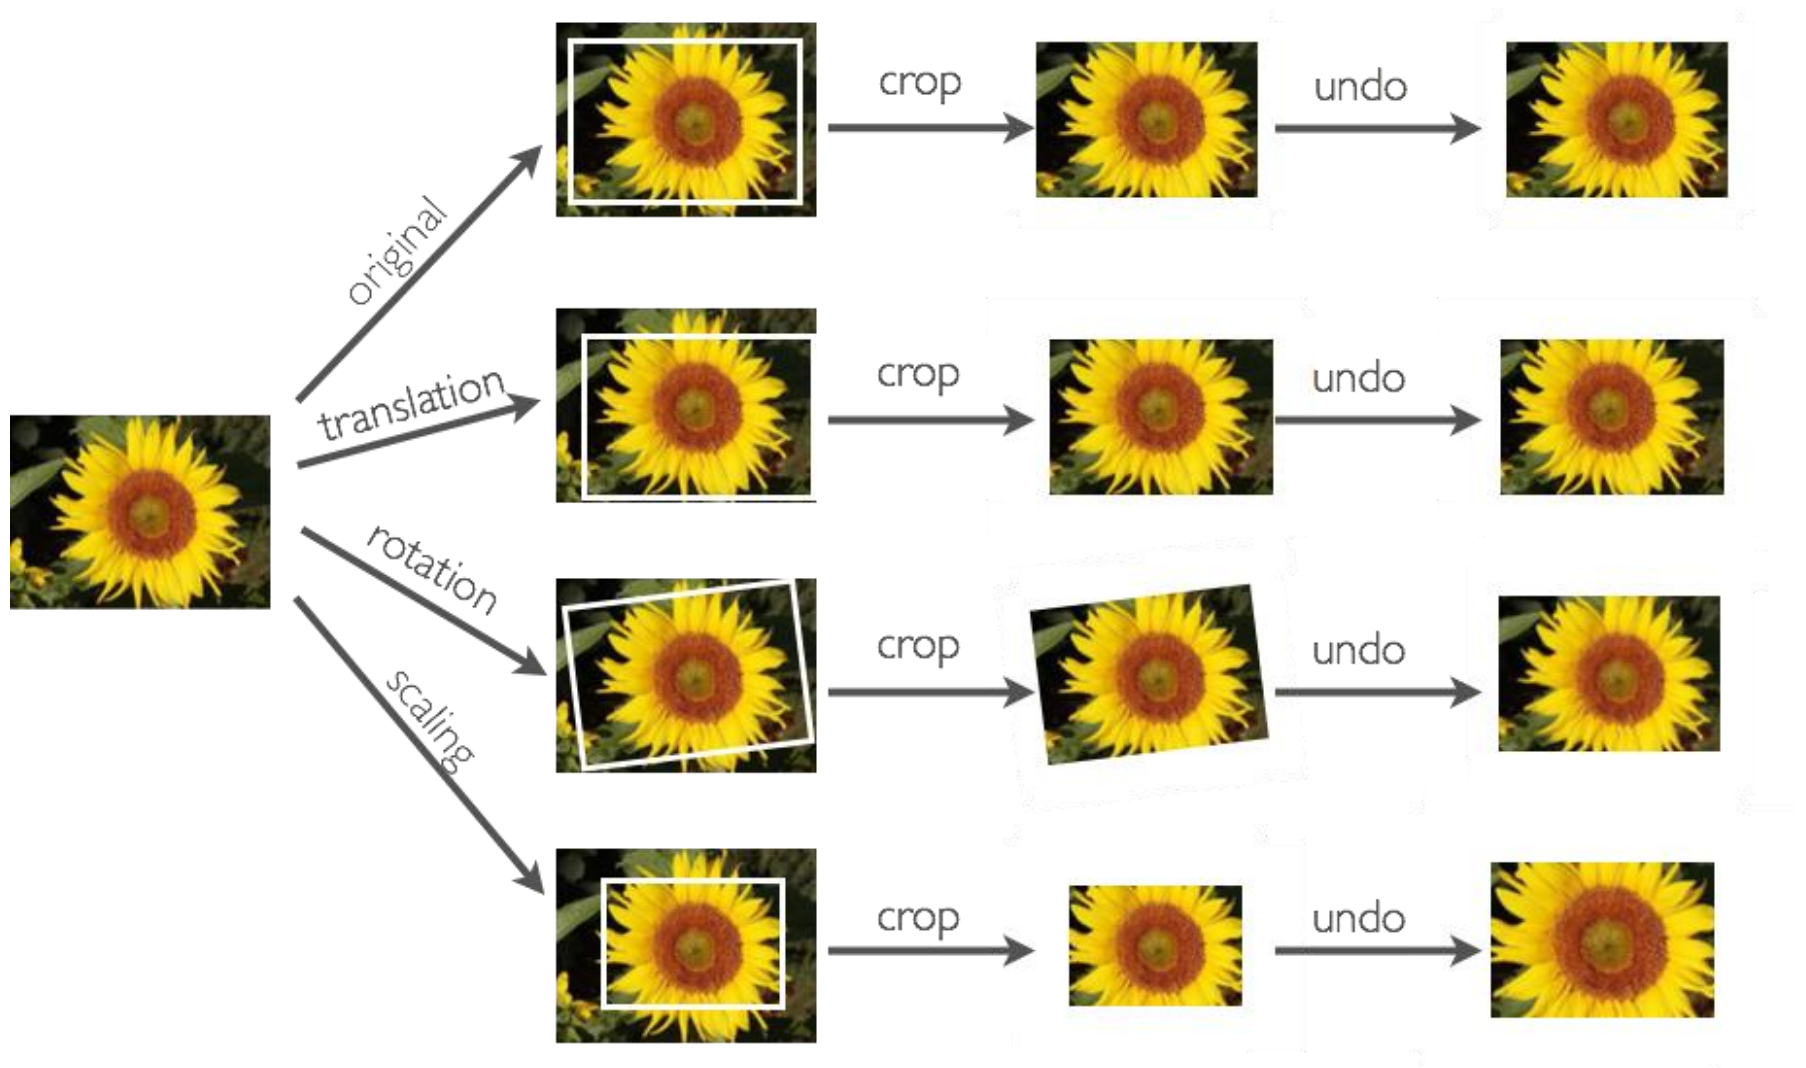 original
crop
undo
translation
crop
undo
rotation
crop
undo
scaling
crop
undo